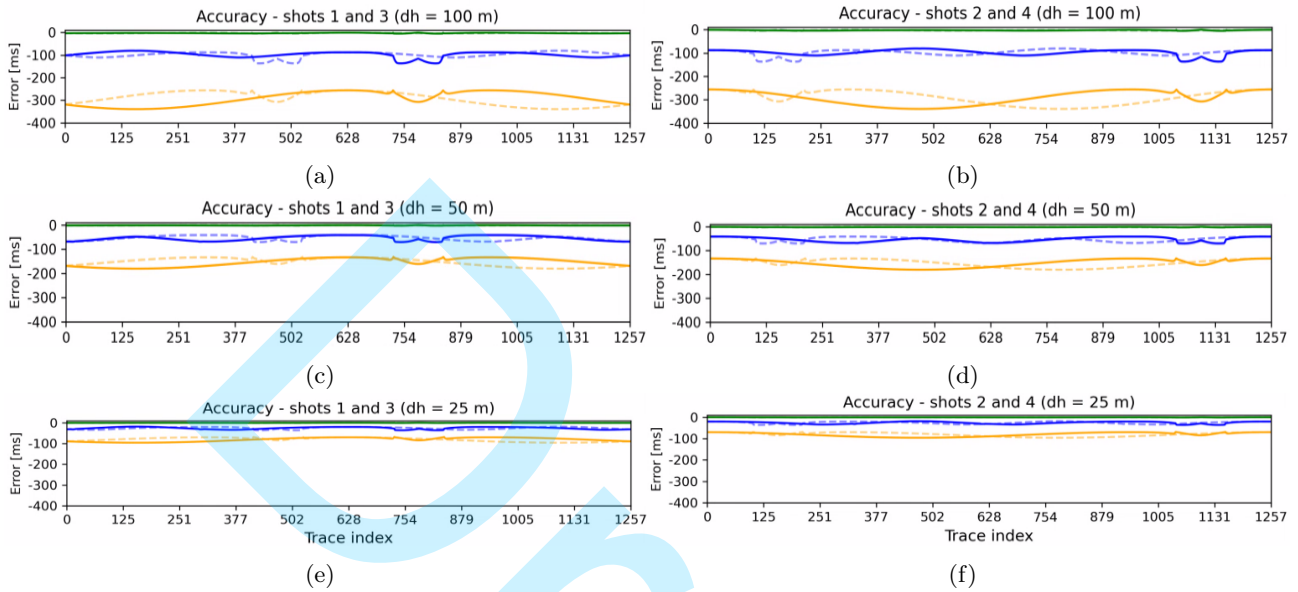 Accuracy - shots 1 and 3 (dh = 100 m)
Error [ms]
0
-100
-200
-300
-400
0 125 251 377 502 628 754 879 1005 1131 1257
(a)
Accuracy - shots 2 and 4 (dh = 100 m)
Error [ms]
0
-100
-200
-300
-400
0 125 251 377 502 628 754 879 1005 1131 1257
(b)
Accuracy - shots 1 and 3 (dh = 50 m)
Error [ms]
0
-100
-200
-300
-400
0 125 251 377 502 628 754 879 1005 1131 1257
(c)
Accuracy - shots 2 and 4 (dh = 50 m)
Error [ms]
0
-100
-200
-300
-400
0 125 251 377 502 628 754 879 1005 1131 1257
(d)
Accuracy - shots 1 and 3 (dh = 25 m)
Error [ms]
0
-100
-200
-300
-400
0 125 251 377 502 628 754 879 1005 1131 1257
Trace index
(e)
Accuracy - shots 2 and 4 (dh = 25 m)
Error [ms]
0
-100
-200
-300
-400
0 125 251 377 502 628 754 879 1005 1131 1257
Trace index
(f)